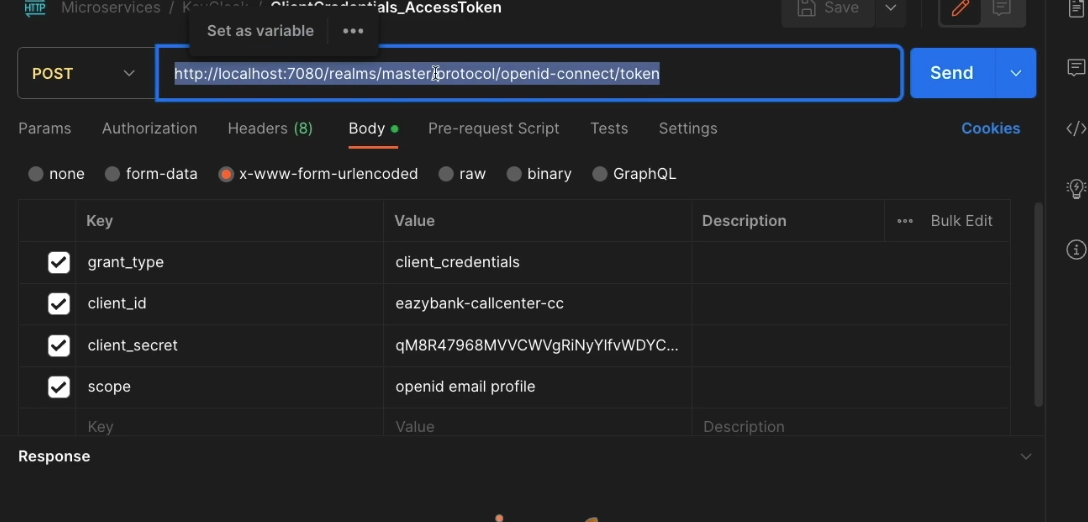 HTTP Microservices / / ClientCredentials_AccessToken Save
Set as variable •••
POST http://localhost:7080/realms/master/protocol/openid-connect/token Send
Params Authorization Headers (8) Body Pre-request Script Tests Settings Cookies
none form-data x-www-form-urlencoded raw binary GraphQL
Key Value Description ••• Bulk Edit
grant_type client_credentials
client_id eazybank-callcenter-cc
client_secret qM8R47968MVVCWVgRiNyYlfvWDYC...
scope openid email profile
Key Value Description
Response